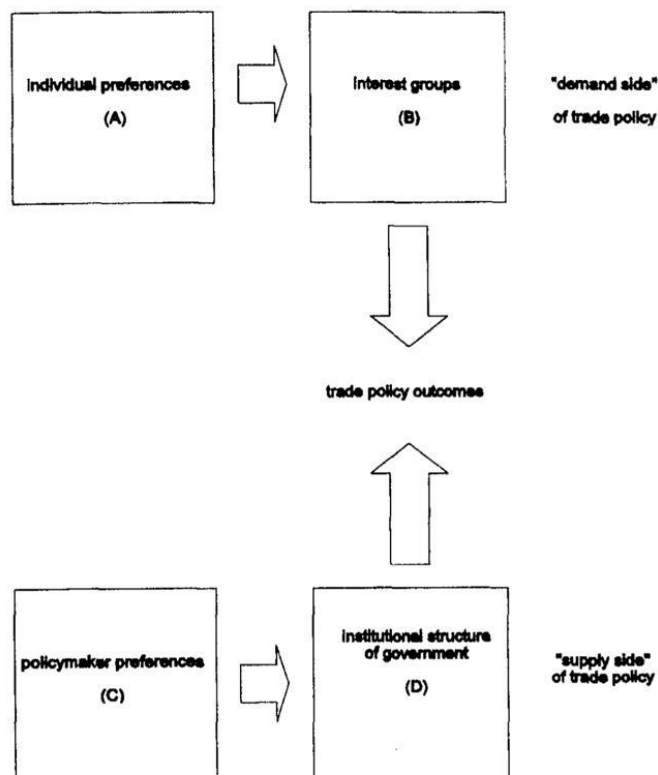 individual preferences
(A)
interest groups
(B)
"demand side"
of trade policy
trade policy outcomes
policymaker preferences
(C)
institutional structure
of government
(D)
"supply side"
of trade policy